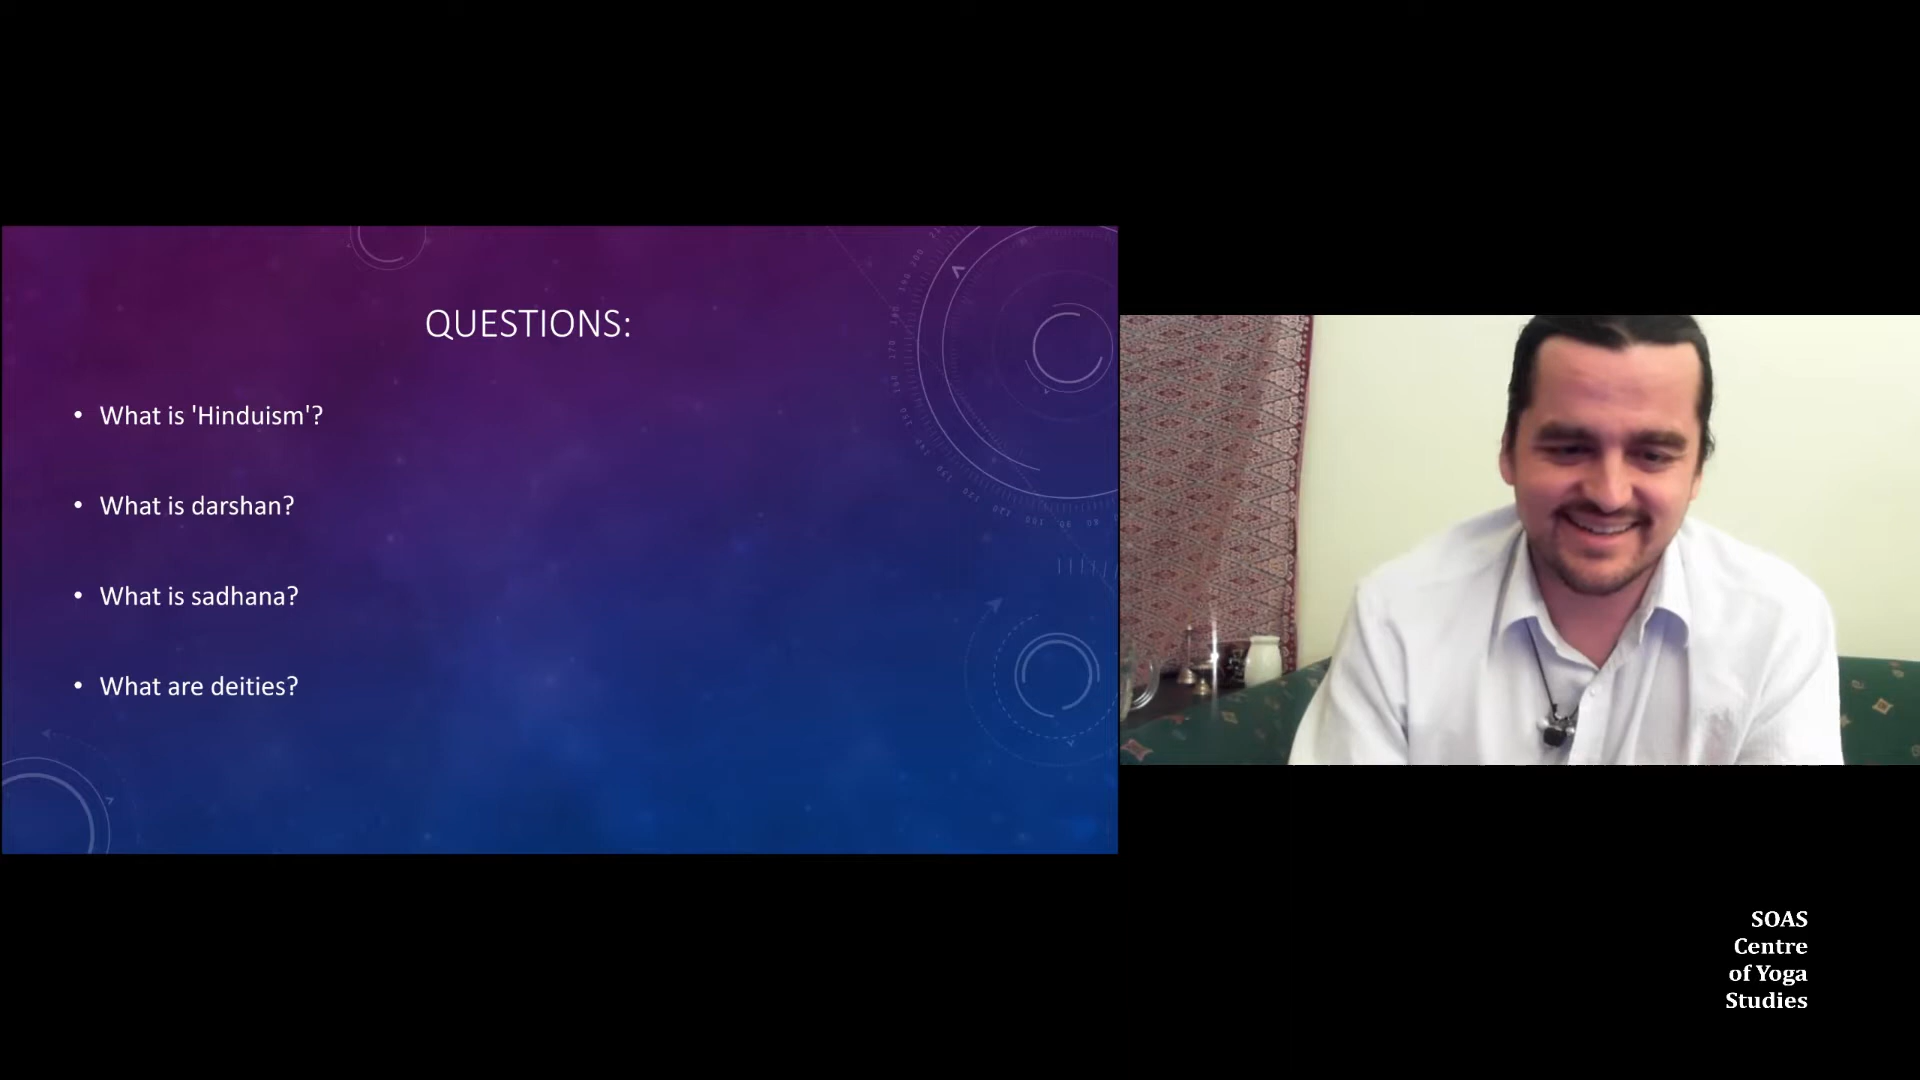 QUESTIONS:
• What is 'Hinduism'?
• What is darshan?
• What is sadhana?
• What are deities?
SOAS
Centre
of Yoga
Studies